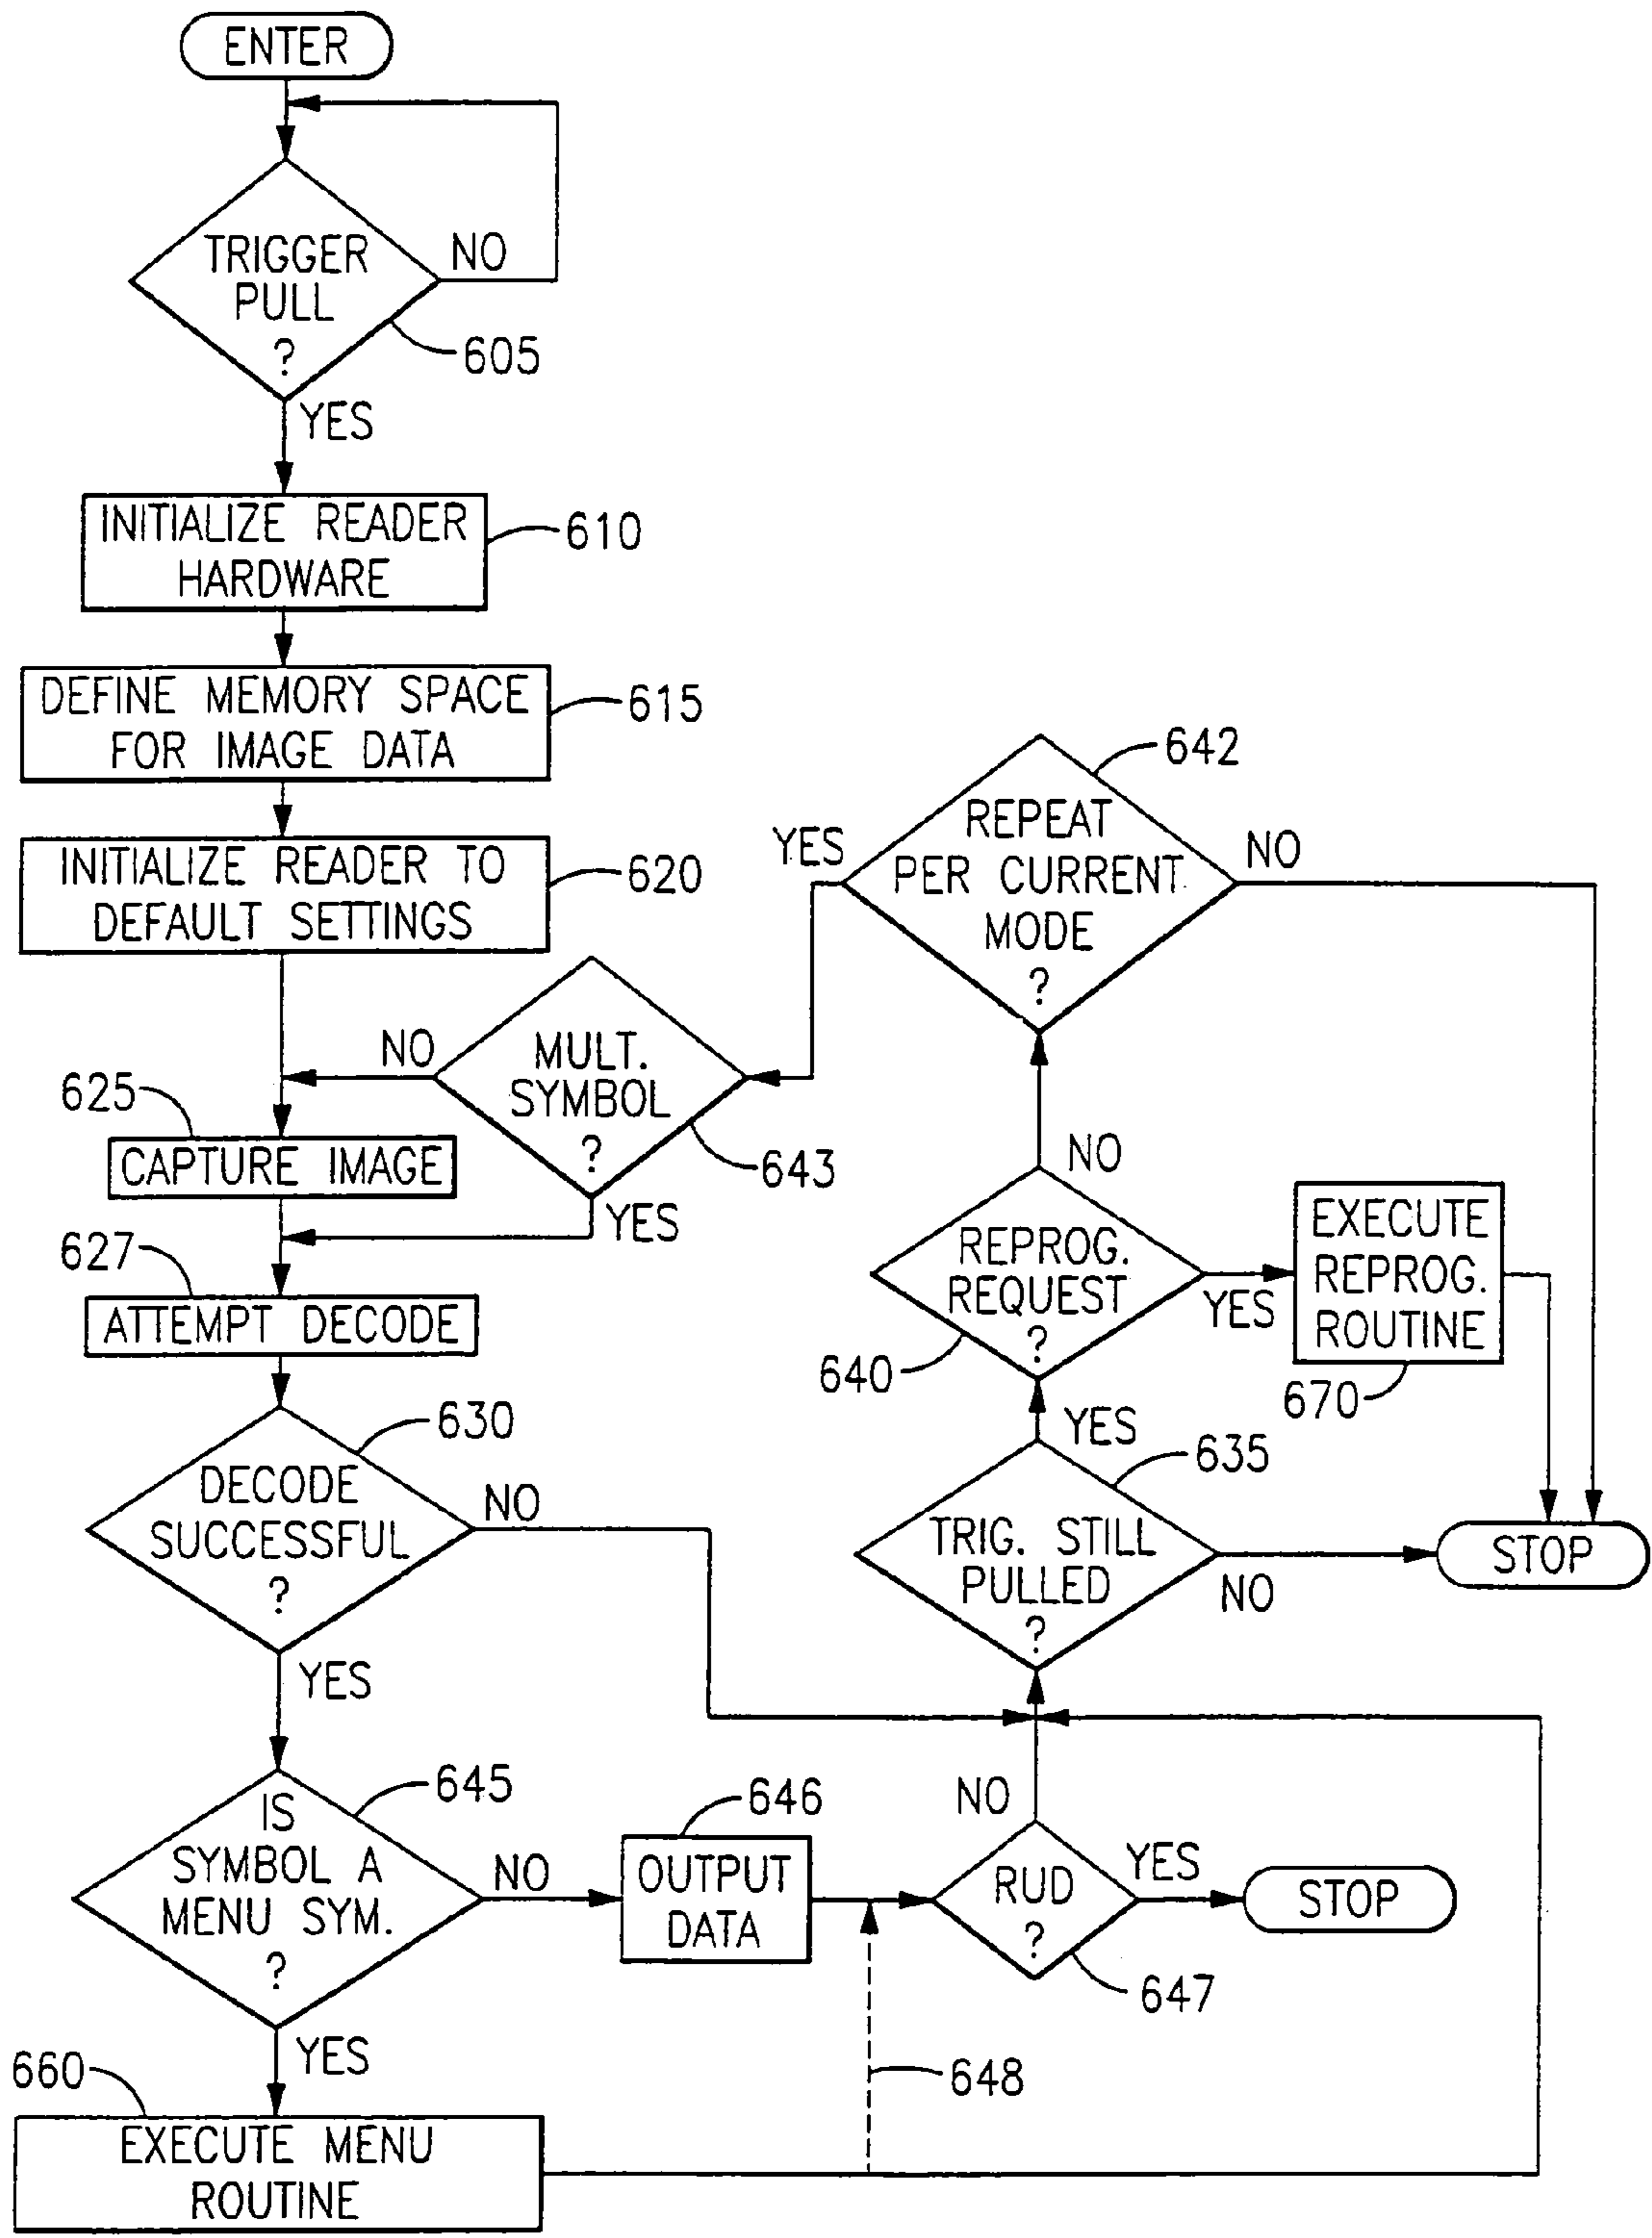 ENTER
TRIGGER
PULL
?
NO
605
YES
INITIALIZE READER
HARDWARE
610
DEFINE MEMORY SPACE
FOR IMAGE DATA
615
INITIALIZE READER TO
DEFAULT SETTINGS
620
642
REPEAT
PER CURRENT
MODE
?
YES
NO
MULT.
SYMBOL
?
NO
643
YES
625
CAPTURE IMAGE
627
ATTEMPT DECODE
NO
REPROG.
REQUEST
?
640
YES
EXECUTE
REPROG.
ROUTINE
670
630
DECODE
SUCCESSFUL
?
NO
YES
YES
635
TRIG. STILL
PULLED
?
NO
STOP
645
IS
SYMBOL A
MENU SYM.
?
NO
646
OUTPUT
DATA
NO
RUD
?
YES
647
STOP
YES
648
660
EXECUTE MENU
ROUTINE